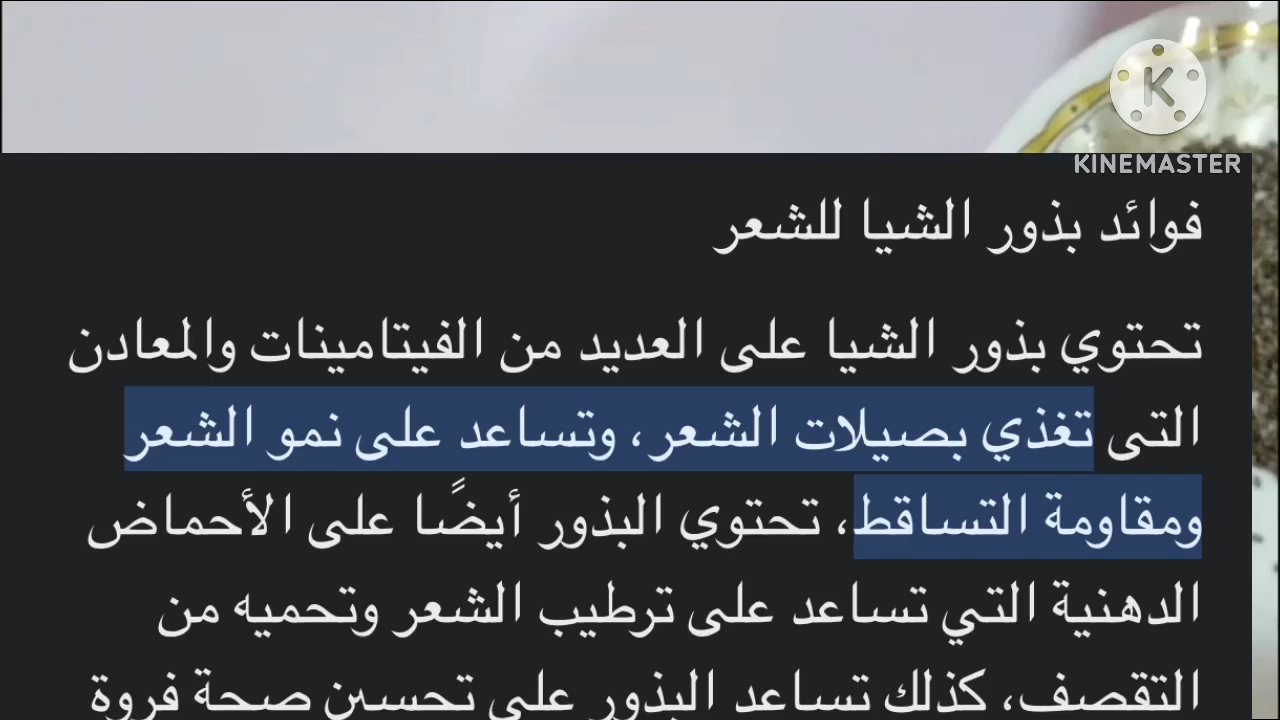 KINEMASTER
فوائد بذور الشيا للشعر
تحتوي بذور الشيا على العديد من الفيتامينات والمعادن
التى تغذي بصيلات الشعر، وتساعد على نمو الشعر
ومقاومة التساقط، تحتوي البذور أيضًا على الأحماض
الدهنية التي تساعد على ترطيب الشعر وتحميه من
التقصف، كذلك تساعد البذور على تحسين صحة فروة